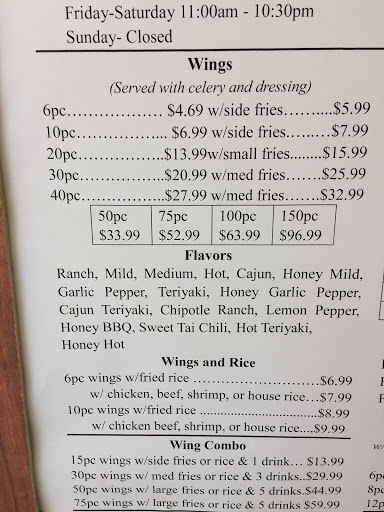 Friday-Saturday 11:00am - 10:30pm
Sunday- Closed
Wings
(Served with celery and dressing)
6pc.................. $4.69 w/side fries..........$5.99
10pc................. $6.99 w/side fries.........$7.99
20pc.................$13.99w/small fries........$15.99
30pc.................$20.99 w/med fries.......$25.99
40pc.................$27.99 w/med fries.......$32.99
50pc 75pc 100pc 150pc
$33.99 $52.99 $63.99 $96.99
Flavors
Ranch, Mild, Medium, Hot, Cajun, Honey Mild,
Garlic Pepper, Teriyaki, Honey Garlic Pepper,
Cajun Teriyaki, Chipotle Ranch, Lemon Pepper,
Honey BBQ, Sweet Tai Chili, Hot Teriyaki,
Honey Hot
Wings and Rice
6pc wings w/fried rice ..............................$6.99
w/ chicken, beef, shrimp, or house rice...$7.99
10pc wings w/fried rice ............................$8.99
w/ chicken beef, shrimp, or house rice....$9.99
Wing Combo
15pc wings w/side fries or rice & 1 drink... $13.99
30pc wings w/ med fries or rice & 3 drinks..$29.99
50pc wings w/ large fries or rice & 5 drinks.$44.99
75pc wings w/ large fries or rice & 5 drinks $59.99
w/
6p
8p
12p